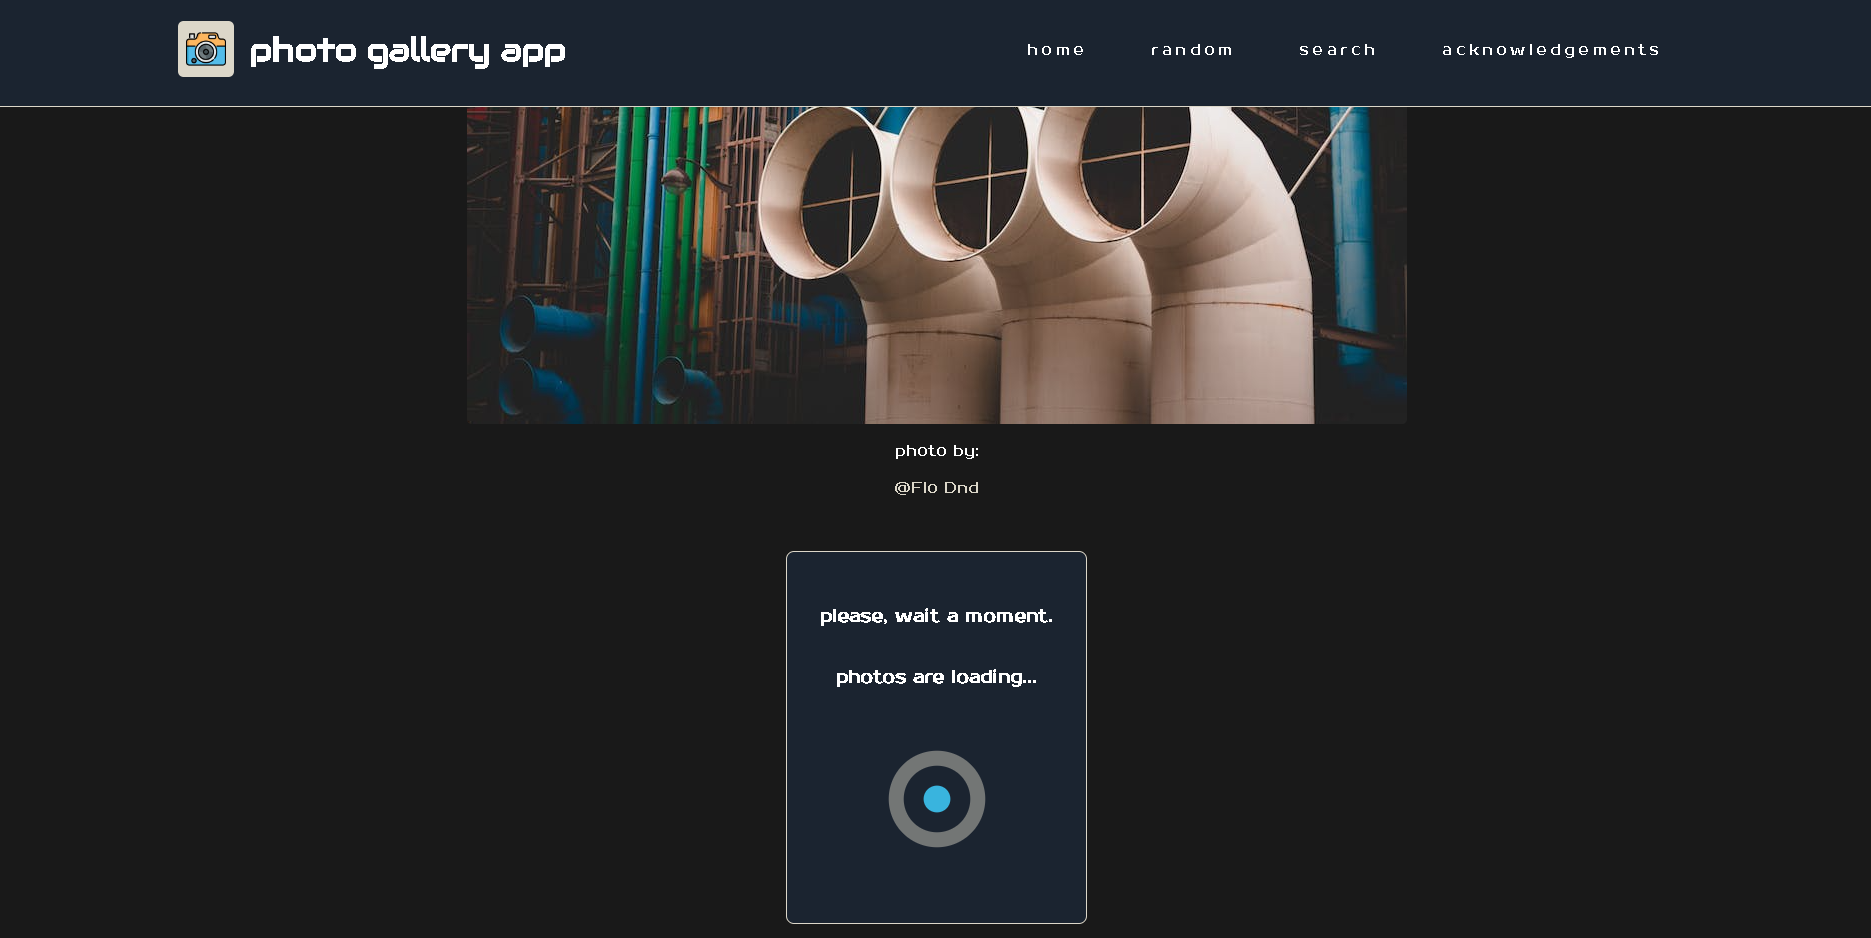 photo gallery app
home random search acknowledgements
photo by:
@Flo Dnd
please, wait a moment.
photos are loading...